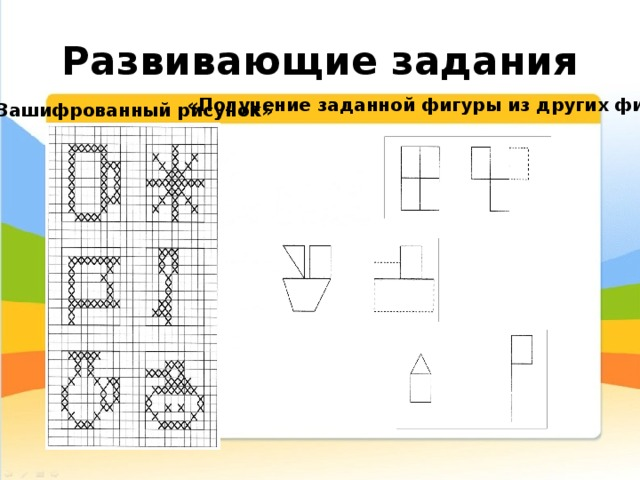 Развивающие задания
Зашифрованный рисунок»
«Получение заданной фигуры из других фи